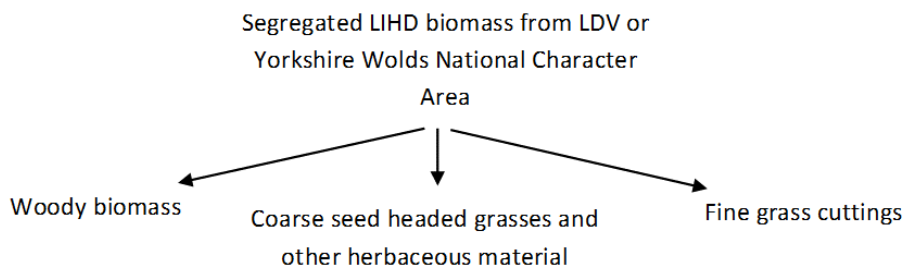 Segregated LIHD biomass from LDV or
Yorkshire Wolds National Character
Area
Woody biomass
Coarse seed headed grasses and
other herbaceous material
Fine grass cuttings